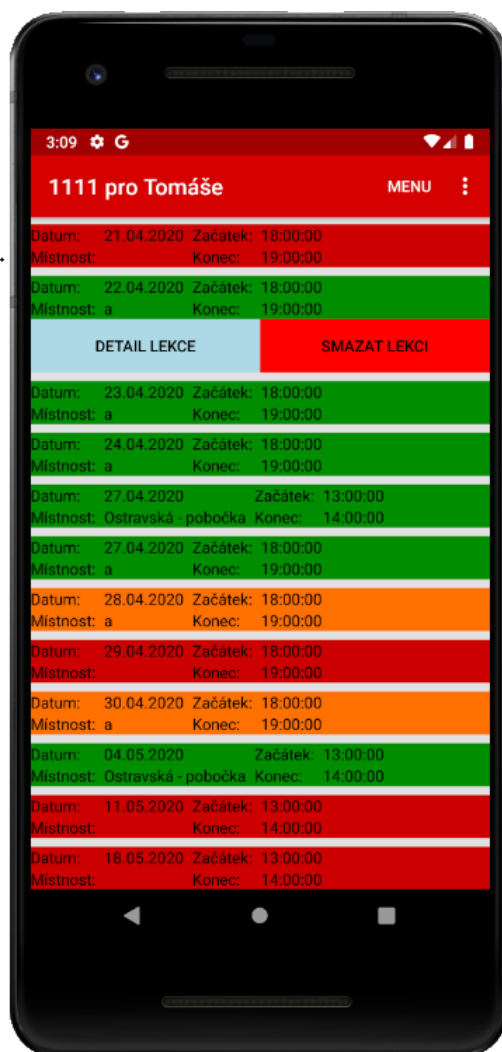 3:09 G
1111 pro Tomáše MENU
Datum: 21.04.2020 Začátek: 18:00:00
Místnost: Konec: 19:00:00
Datum: 22.04.2020 Začátek: 18:00:00
Místnost: a Konec: 19:00:00
DETAIL LEKCE SMAZAT LEKCI
Datum: 23.04.2020 Začátek: 18:00:00
Místnost: a Konec: 19:00:00
Datum: 24.04.2020 Začátek: 18:00:00
Místnost: a Konec: 19:00:00
Datum: 27.04.2020 Začátek: 13:00:00
Místnost: Ostravská - pobočka Konec: 14:00:00
Datum: 27.04.2020 Začátek: 18:00:00
Místnost: a Konec: 19:00:00
Datum: 28.04.2020 Začátek: 18:00:00
Místnost: a Konec: 19:00:00
Datum: 29.04.2020 Začátek: 18:00:00
Místnost: Konec: 19:00:00
Datum: 30.04.2020 Začátek: 18:00:00
Místnost: a Konec: 19:00:00
Datum: 04.05.2020 Začátek: 13:00:00
Místnost: Ostravská - pobočka Konec: 14:00:00
Datum: 11.05.2020 Začátek: 13:00:00
Místnost: Konec: 14:00:00
Datum: 18.05.2020 Začátek: 13:00:00
Místnost: Konec: 14:00:00